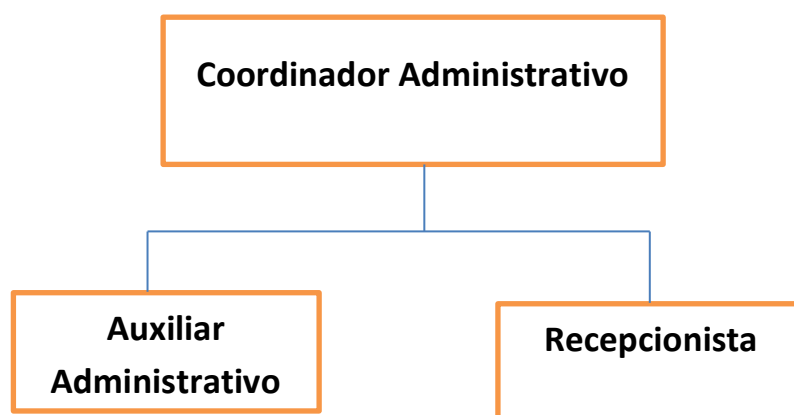 Coordinador Administrativo
Auxiliar
Administrativo
Recepcionista